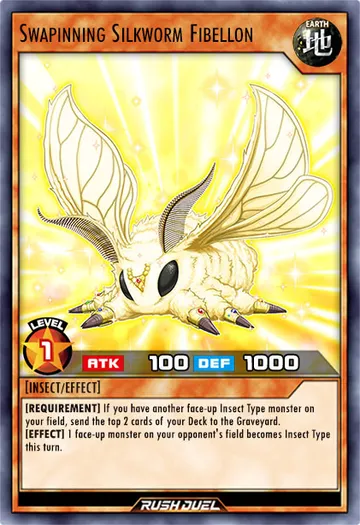 Swapinning Silkworm Fibellon
EARTH
地
LEVEL
1
ATK 100 DEF 1000
[INSECT/EFFECT]
[REQUIREMENT] If you have another face-up Insect Type monster on
your field, send the top 2 cards of your Deck to the Graveyard.
[EFFECT] 1 face-up monster on your opponent's field becomes Insect Type
this turn.
RUSH DUEL